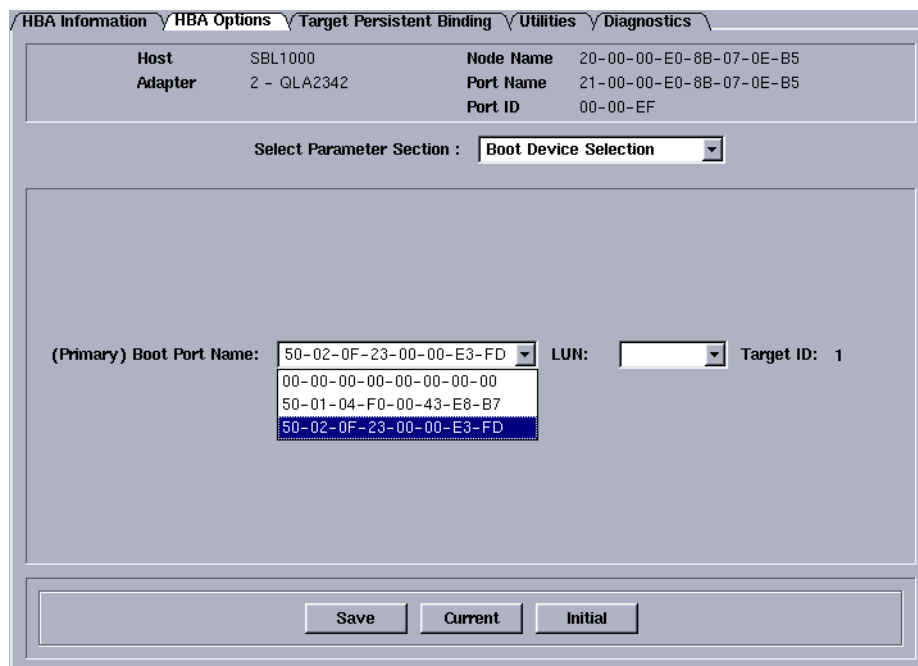 HBA Information HBA Options Target Persistent Binding Utilities Diagnostics
Host SBL1000 Node Name 20-00-00-E0-8B-07-0E-B5
Adapter 2 - QLA2342 Port Name 21-00-00-E0-8B-07-0E-B5
Port ID 00-00-EF
Select Parameter Section : Boot Device Selection
(Primary) Boot Port Name: 50-02-0F-23-00-00-E3-FD LUN: Target ID: 1
00-00-00-00-00-00-00-00
50-01-04-F0-00-43-E8-B7
50-02-0F-23-00-00-E3-FD
Save Current Initial